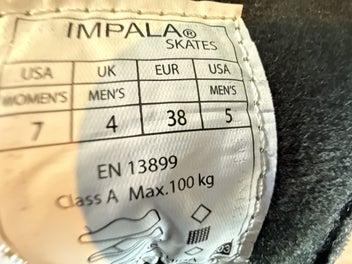 IMPALA®
SKATES
USA UK EUR USA
WOMEN'S MEN'S MEN'S
7 4 38 5
EN 13899
Class A Max.100 kg